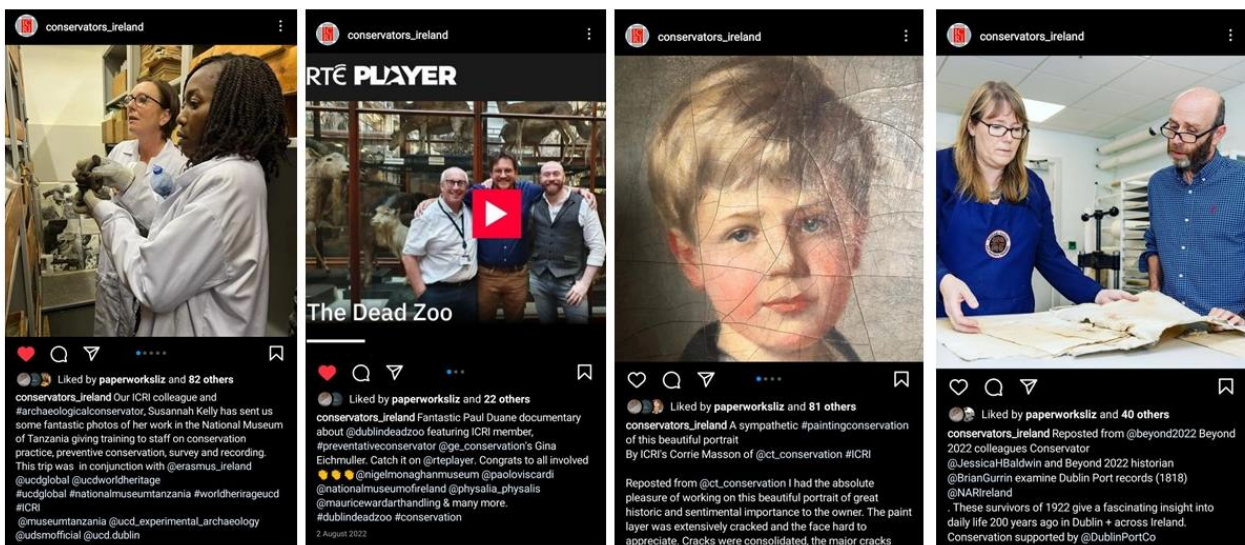 conservators_ireland
Liked by paperworksliz and 82 others
conservators_ireland Our ICRI colleague and
#archaeologicalconservator, Susannah Kelly has sent us
some fantastic photos of her work in the National Museum
of Tanzania giving training to staff on conservation
practice, preventive conservation, survey and recording.
This trip was in conjunction with @erasmus_ireland
@ucdglobal @ucdworldheritage
#ucdglobal #nationalmuseumtanzania #worldherirageucd
#ICRI
@museumtanzania @ucd_experimental_archaeology
@udsmofficial @ucd.dublin
conservators_ireland
RTÉ PLAYER
The Dead Zoo
Liked by paperworksliz and 22 others
conservators_ireland Fantastic Paul Duane documentary
about @dublindeadzoo featuring ICRI member,
#preventativeconservator @ge_conservation's Gina
Eichmuller. Catch it on @rteplayer. Congrats to all involved
👏👏👏@nigelmonaghanmuseum @paoloviscardi
@nationalmuseumofireland @physalia_physalis
@mauricewardarthandling & many more.
#dublindeadzoo #conservation
2 August 2022
conservators_ireland
Liked by paperworksliz and 81 others
conservators_ireland A sympathetic #paintingconservation
of this beautiful portrait
By ICRI's Corrie Masson of @ct_conservation #ICRI
Reposted from @ct_conservation I had the absolute
pleasure of working on this beautiful portrait of great
historic and sentimental importance to the owner. The paint
layer was extensively cracked and the face hard to
appreciate. Cracks were consolidated, the major cracks
conservators_ireland
Liked by paperworksliz and 40 others
conservators_ireland Reposted from @beyond2022 Beyond
2022 colleagues Conservator
@JessicaHBaldwin and Beyond 2022 historian
@BrianGurrin examine Dublin Port records (1818)
@NARIreland
. These survivors of 1922 give a fascinating insight into
daily life 200 years ago in Dublin + across Ireland.
Conservation supported by @DublinPortCo